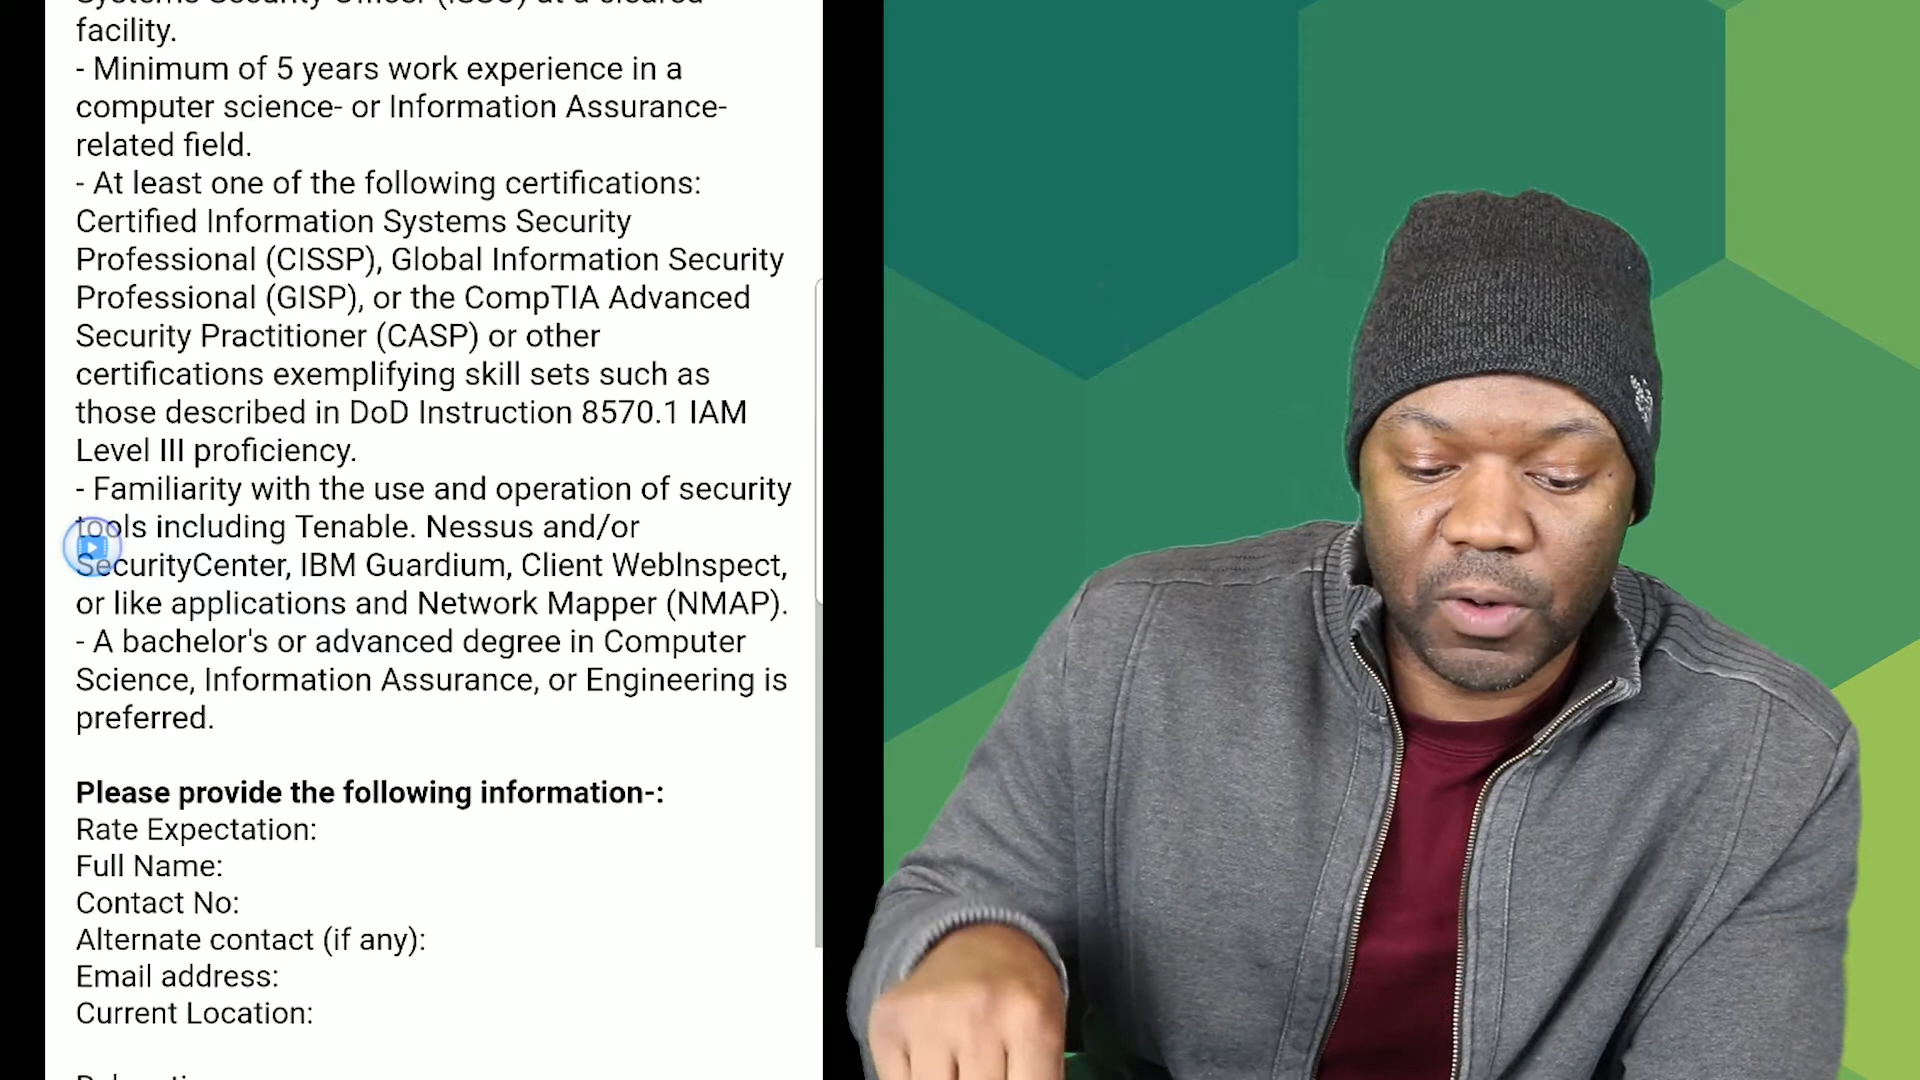 Systems Security Officer (ISSO) at a cleared
facility.
- Minimum of 5 years work experience in a
computer science- or Information Assurance-
related field.
- At least one of the following certifications:
Certified Information Systems Security
Professional (CISSP), Global Information Security
Professional (GISP), or the CompTIA Advanced
Security Practitioner (CASP) or other
certifications exemplifying skill sets such as
those described in DoD Instruction 8570.1 IAM
Level III proficiency.
- Familiarity with the use and operation of security
tools including Tenable. Nessus and/or
SecurityCenter, IBM Guardium, Client WebInspect,
or like applications and Network Mapper (NMAP).
- A bachelor's or advanced degree in Computer
Science, Information Assurance, or Engineering is
preferred.
Please provide the following information-:
Rate Expectation:
Full Name:
Contact No:
Alternate contact (if any):
Email address:
Current Location: